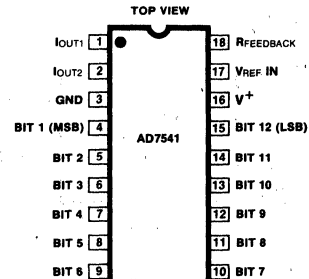 TOP VIEW
IOUT1 1 18 RFEEDBACK
IOUT2 2 17 VREF IN
GND 3 16 V+
BIT 1 (MSB) 4 15 BIT 12 (LSB)
AD7541
BIT 2 5 14 BIT 11
BIT 3 6 13 BIT 10
BIT 4 7 12 BIT 9
BIT 5 8 11 BIT 8
BIT 6 9 10 BIT 7